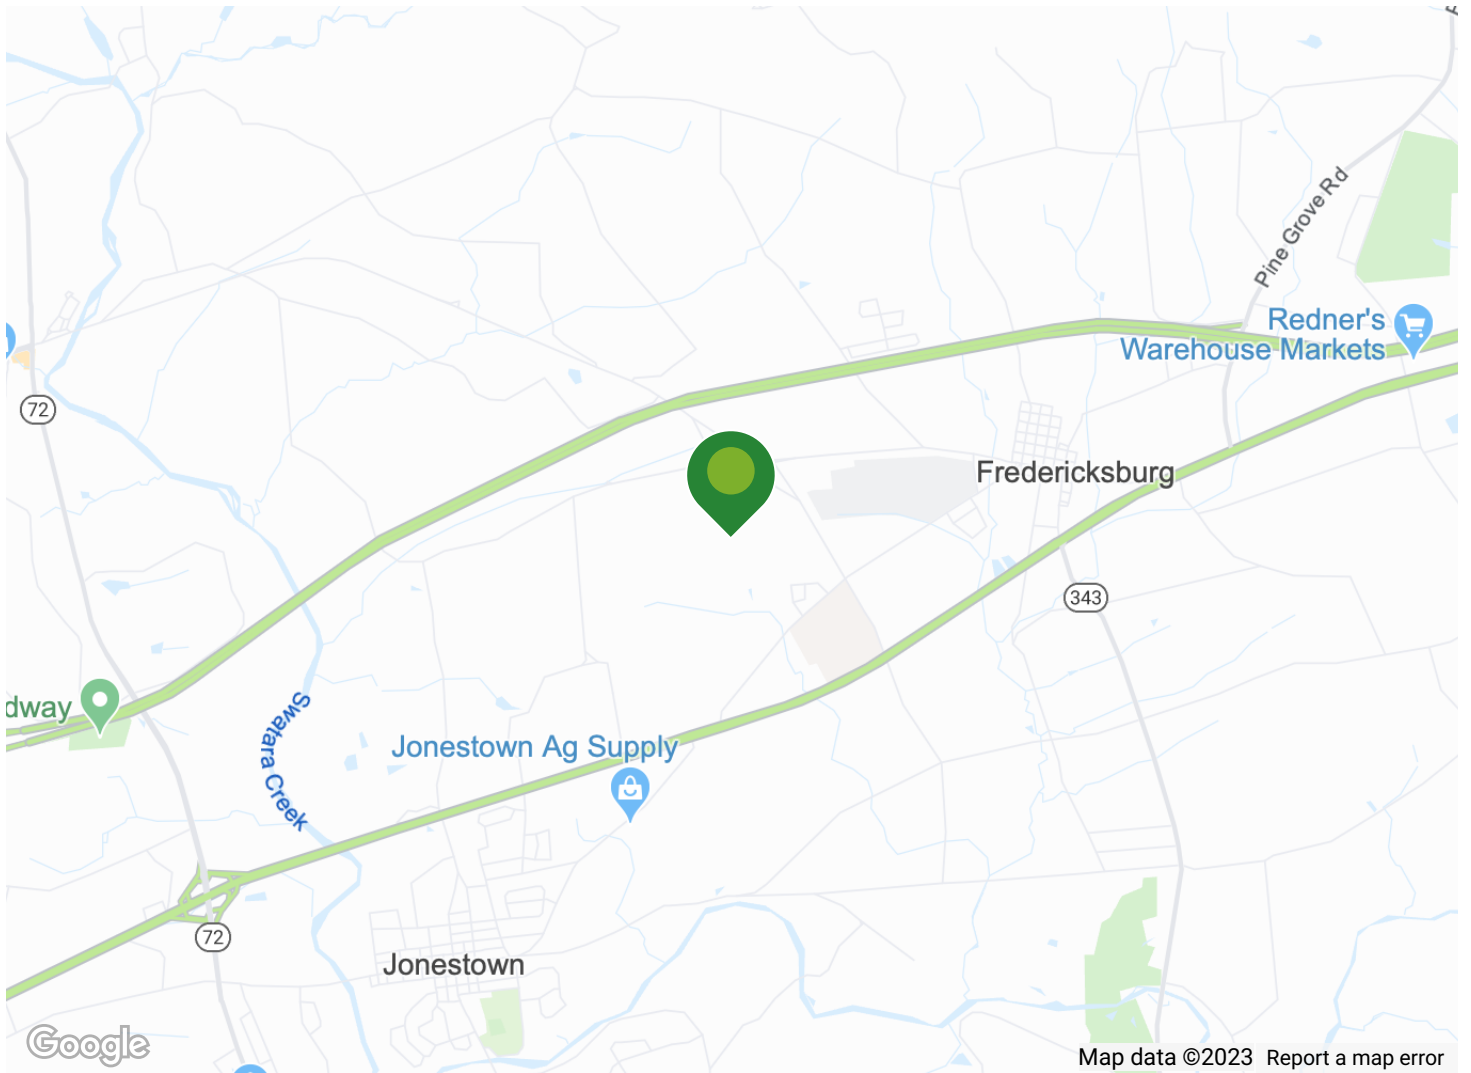 Pine Grove Rd
Redner's
Warehouse Markets
72
Fredericksburg
343
dway
Swatara Creek
Jonestown Ag Supply
72
Jonestown
Google
Map data ©2023 Report a map error